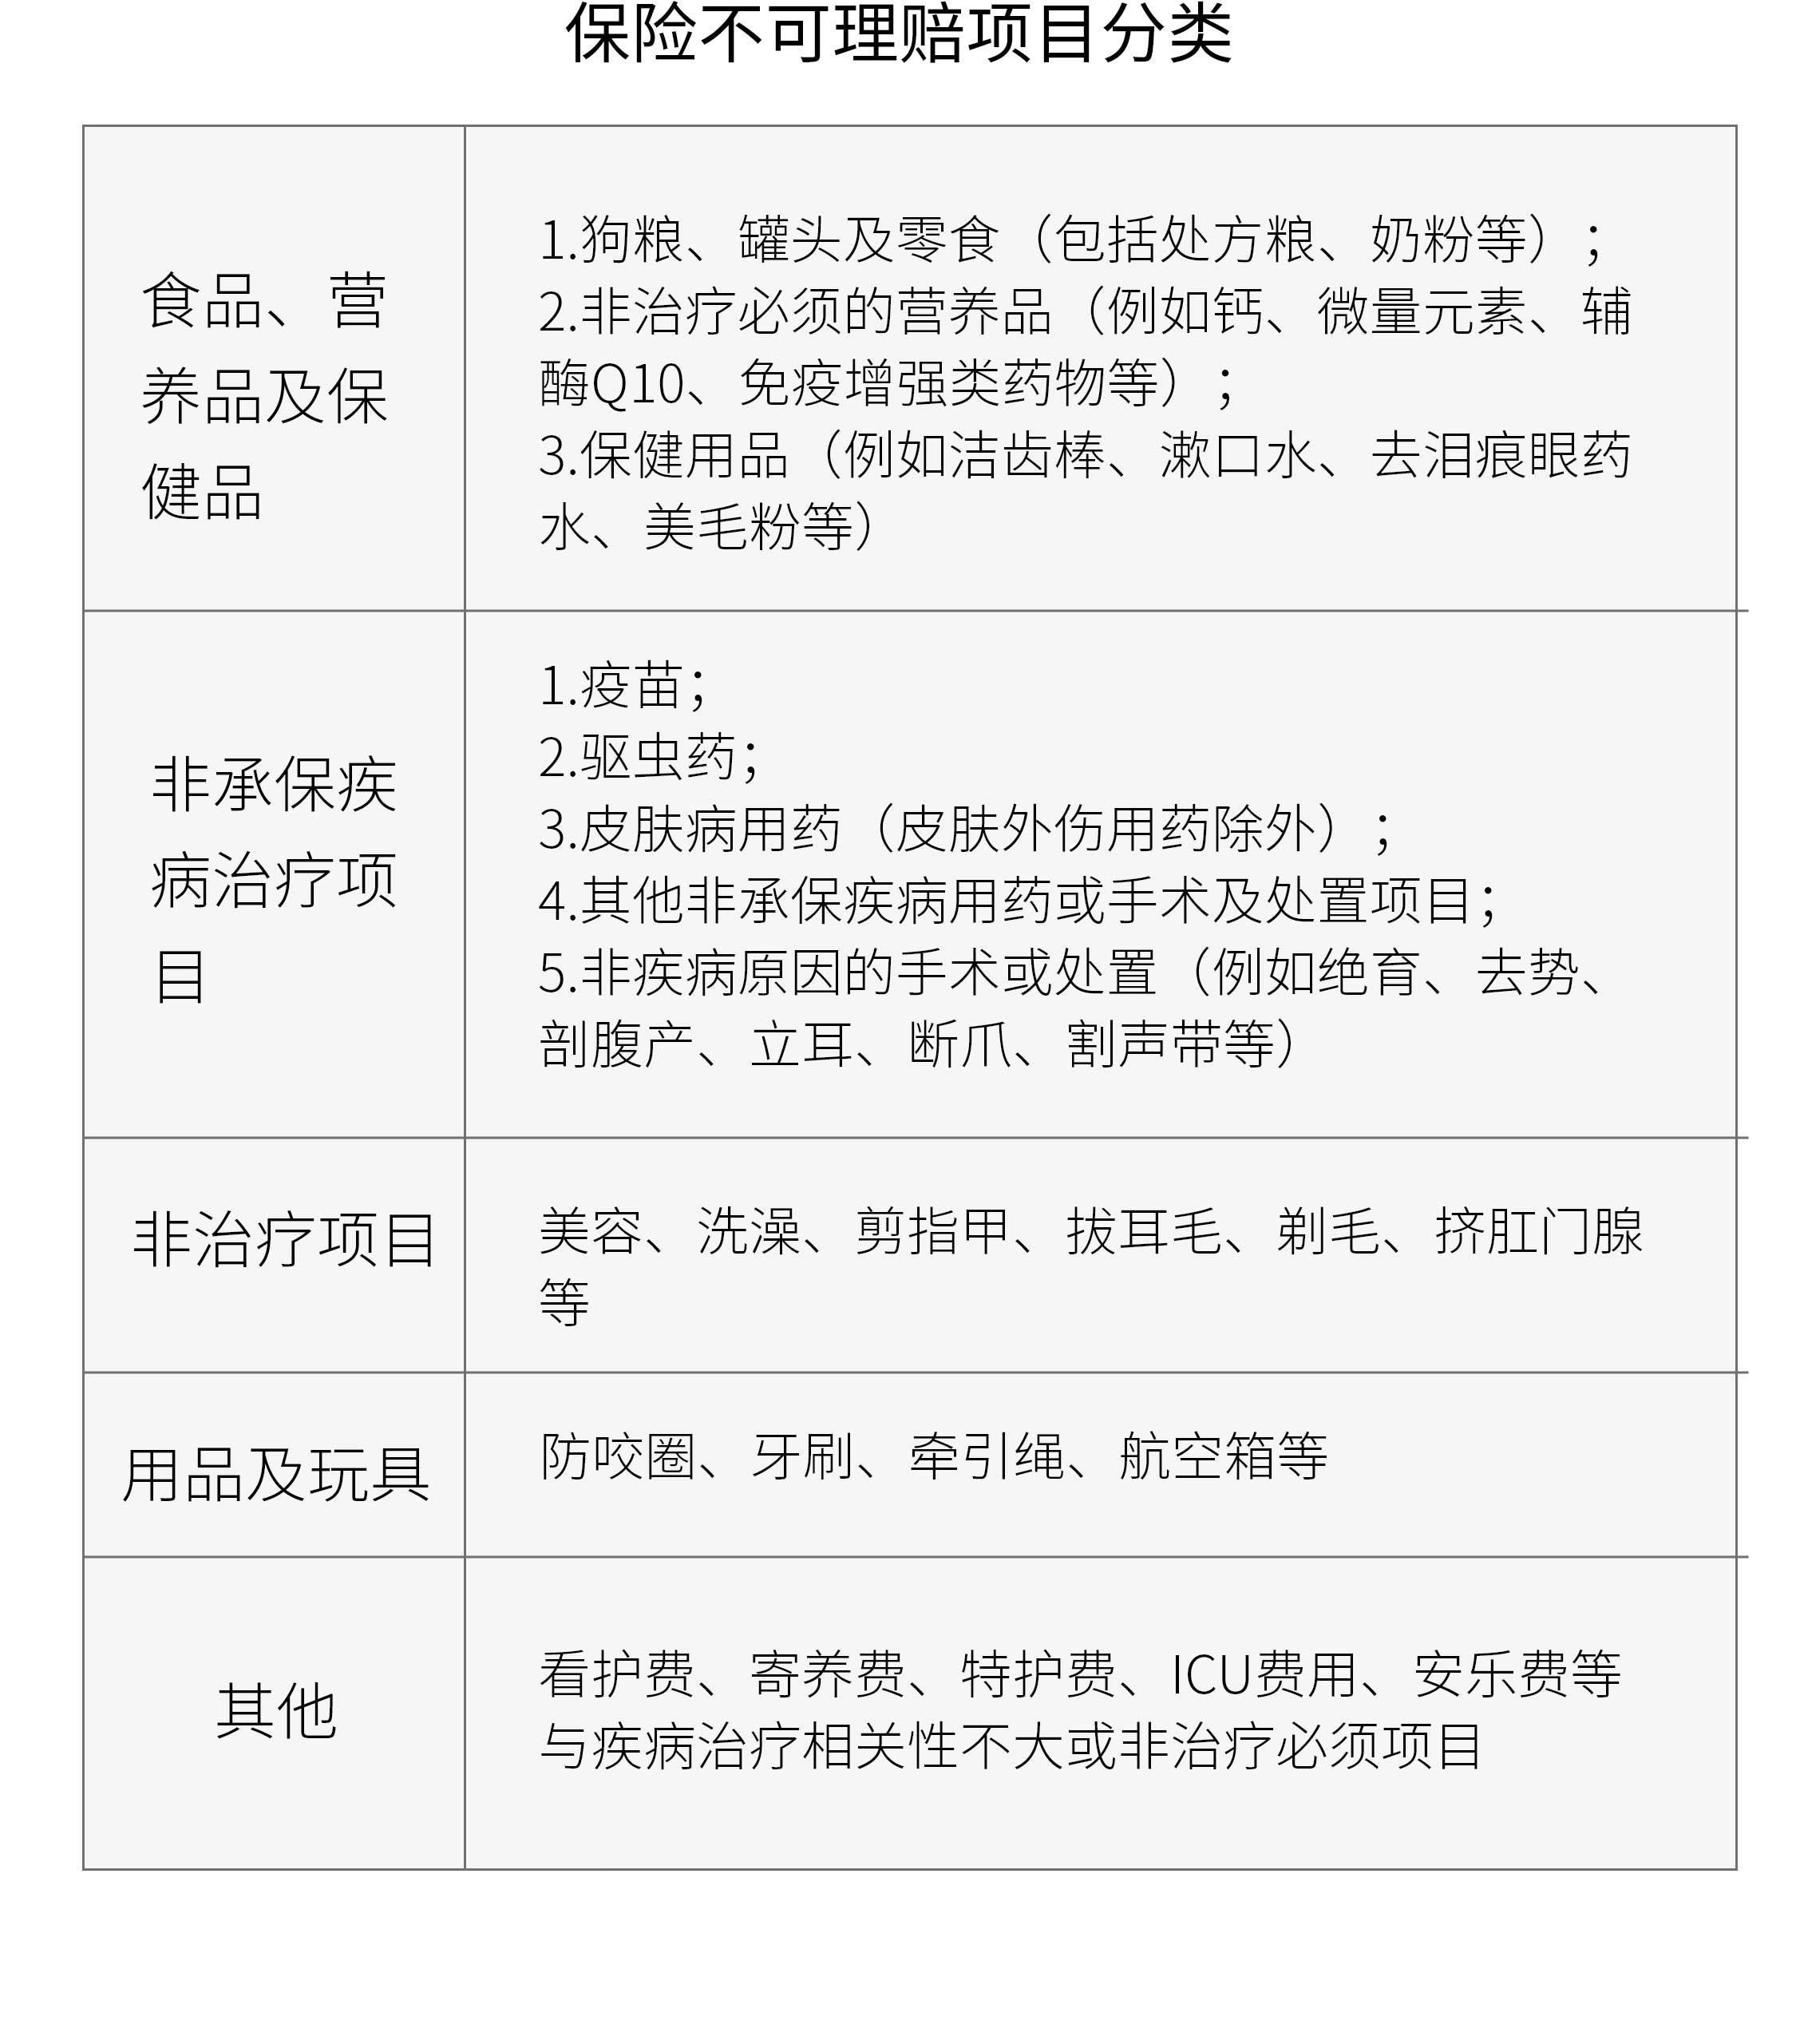 保险不可理赔项目分类
食品、营
养品及保
健品
1.狗粮、罐头及零食（包括处方粮、奶粉等）；
2.非治疗必须的营养品（例如钙、微量元素、辅
酶Q10、免疫增强类药物等）；
3.保健用品（例如洁齿棒、漱口水、去泪痕眼药
水、美毛粉等）
非承保疾
病治疗项
目
1.疫苗；
2.驱虫药；
3.皮肤病用药（皮肤外伤用药除外）；
4.其他非承保疾病用药或手术及处置项目；
5.非疾病原因的手术或处置（例如绝育、去势、
剖腹产、立耳、断爪、割声带等）
非治疗项目
美容、洗澡、剪指甲、拔耳毛、剃毛、挤肛门腺
等
用品及玩具
防咬圈、牙刷、牵引绳、航空箱等
其他
看护费、寄养费、特护费、ICU费用、安乐费等
与疾病治疗相关性不大或非治疗必须项目